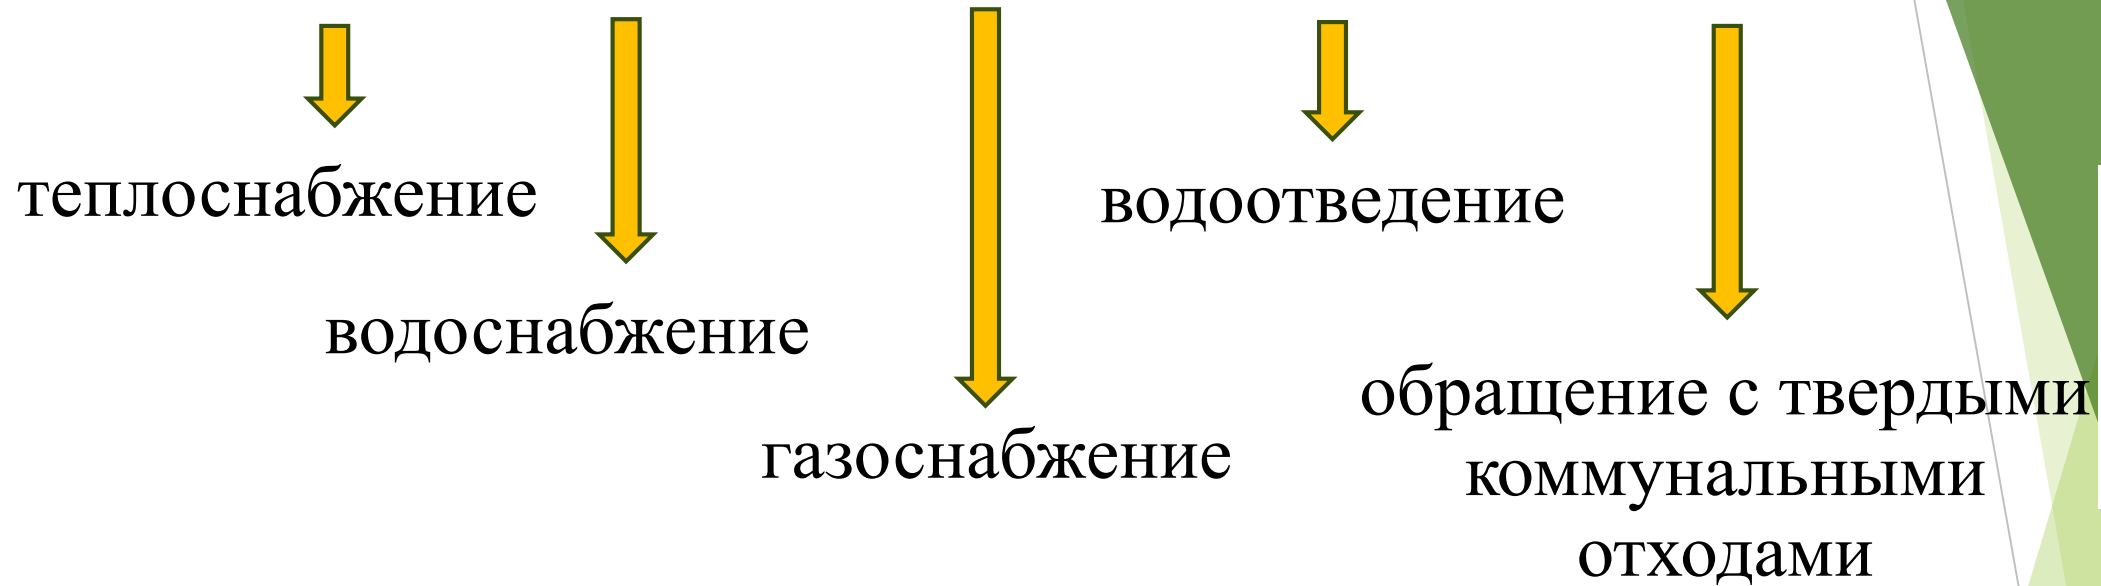 теплоснабжение
водоснабжение
газоснабжение
водоотведение
обращение с твердыми
коммунальными
отходами